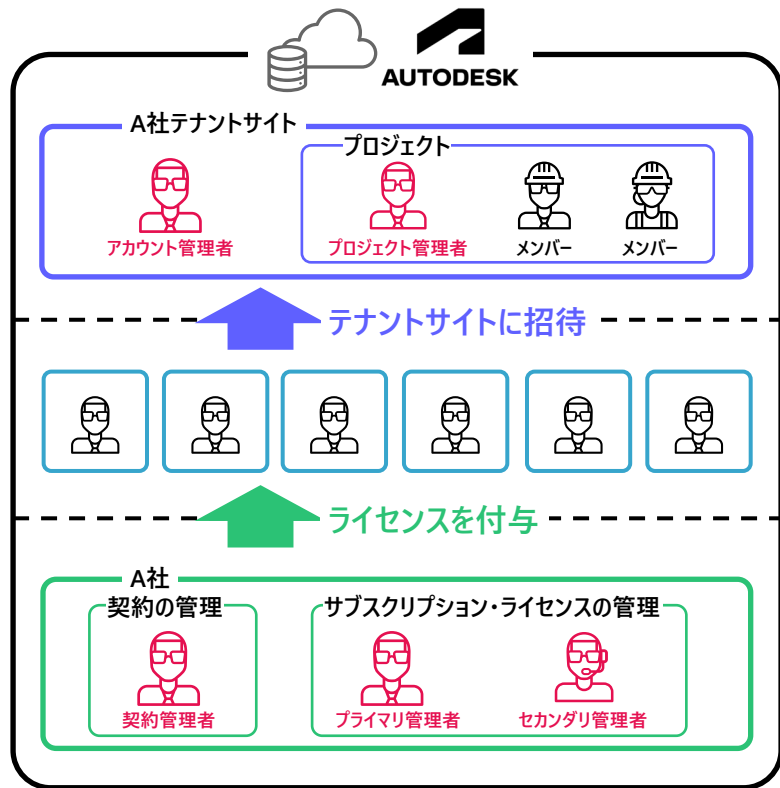 AUTODESK
A社テナントサイト
プロジェクト
アカウント管理者
プロジェクト管理者
メンバー
メンバー
テナントサイトに招待
ライセンスを付与
A社
契約の管理
サブスクリプション・ライセンスの管理
契約管理者
プライマリ管理者
セカンダリ管理者